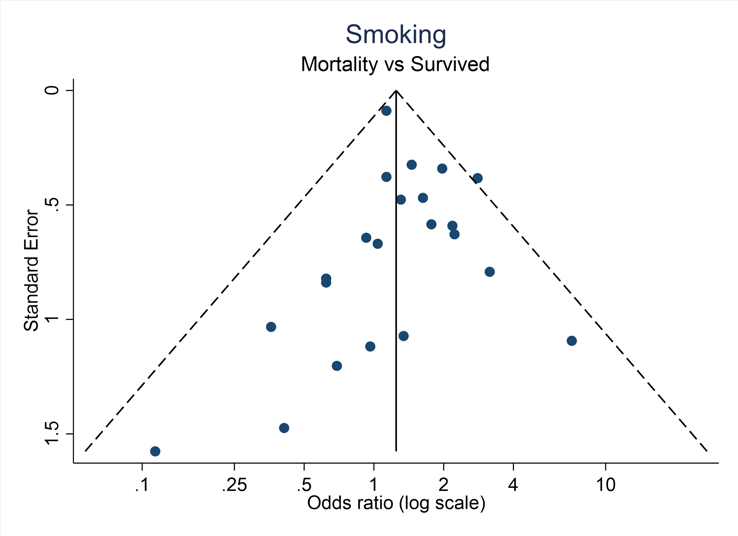 Smoking
Mortality vs Survived
0
.5
1
1.5
Standard Error
.1
.25
.5
1
2
4
10
Odds ratio (log scale)